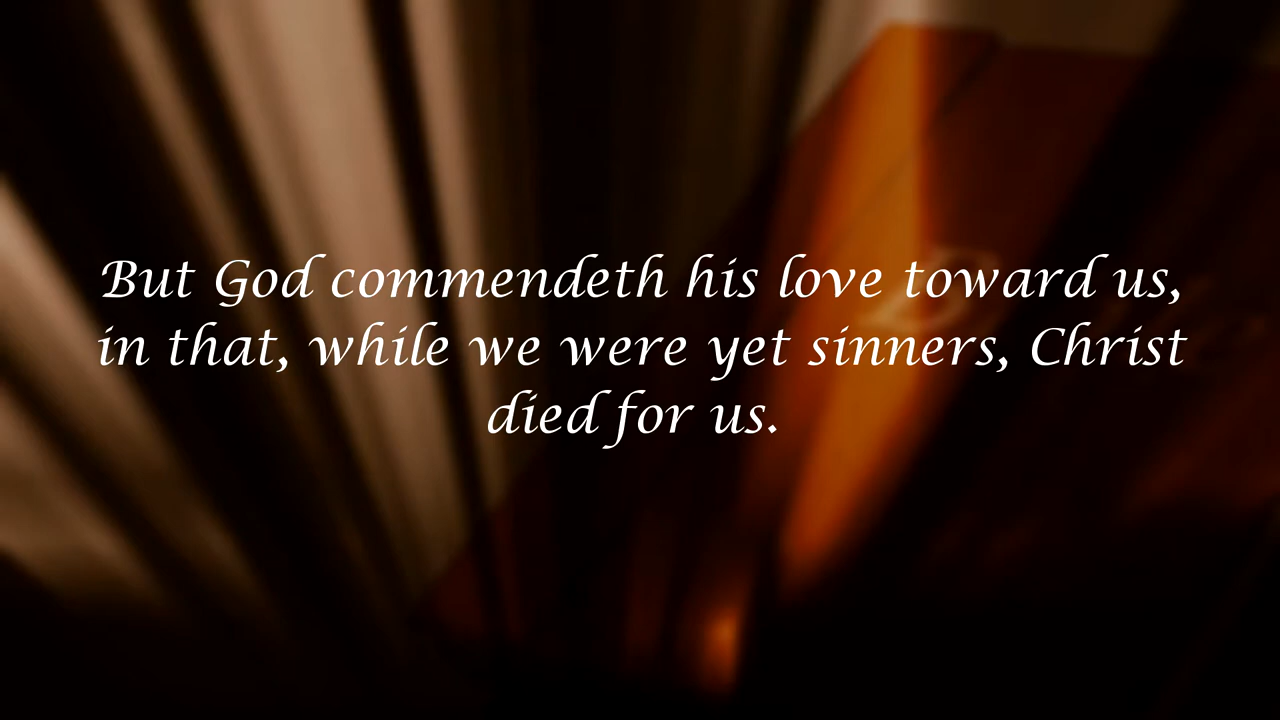 But God commendeth his love toward us,
in that, while we were yet sinners, Christ
died for us.